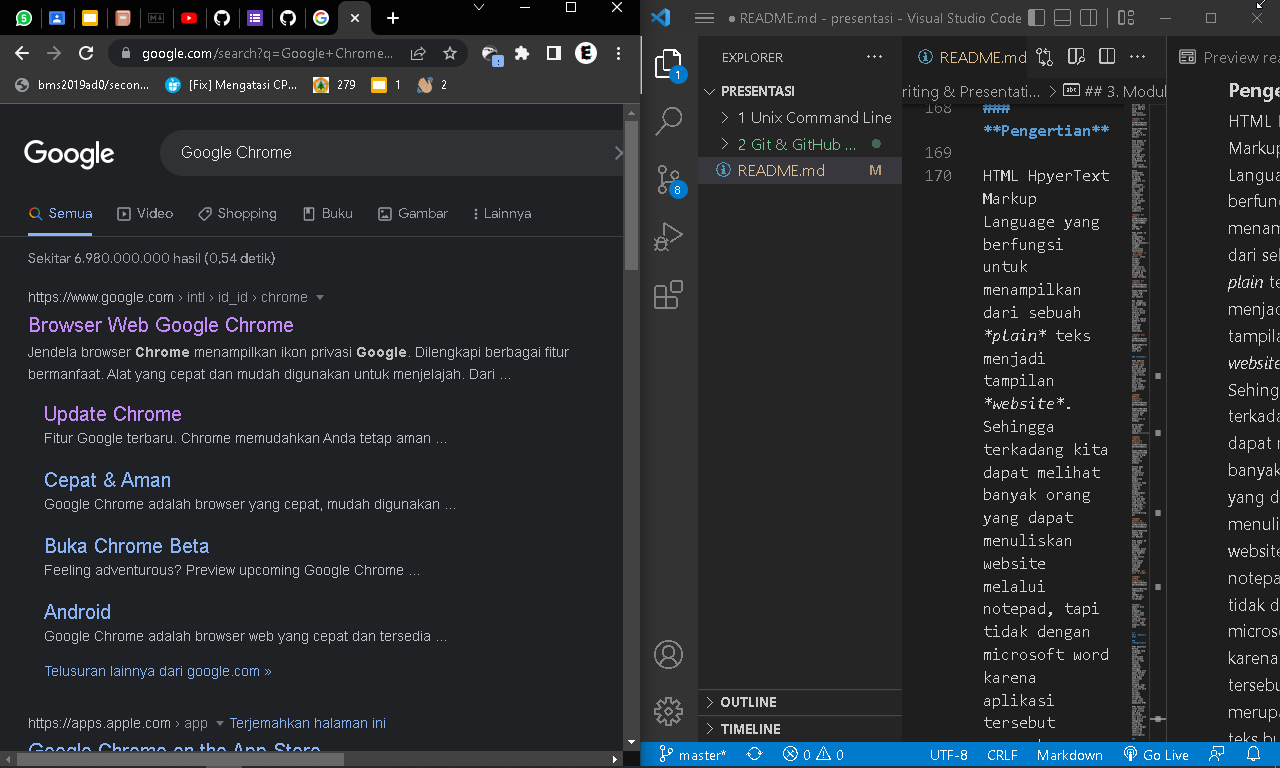 google.com/search?q=Google+Chrome...
bms2019ad0/secon...
[Fix] Mengatasi CP...
279
1
2
Google
Google Chrome
Semua
Video
Shopping
Buku
Gambar
Lainnya
Sekitar 6.980.000.000 hasil (0,54 detik)
https://www.google.com › intl › id_id › chrome
Browser Web Google Chrome
Jendela browser Chrome menampilkan ikon privasi Google. Dilengkapi berbagai fitur
bermanfaat. Alat yang cepat dan mudah digunakan untuk menjelajah. Dari ...
Update Chrome
Fitur Google terbaru. Chrome memudahkan Anda tetap aman ...
Cepat & Aman
Google Chrome adalah browser yang cepat, mudah digunakan ...
Buka Chrome Beta
Feeling adventurous? Preview upcoming Google Chrome ...
Android
Google Chrome adalah browser web yang cepat dan tersedia ...
Telusuran lainnya dari google.com »
https://apps.apple.com › app
Terjemahkan halaman ini
Google Chrome on the App Store
● README.md - presentasi - Visual Studio Code
1
8
EXPLORER
PRESENTASI
1 Unix Command Line
2 Git & GitHub ...
README.md
M
OUTLINE
TIMELINE
README.md
riting & Presentati...
## 3. Modul
168
###
**Pengertian**
169
170
HTML HpyerText
Markup
Language yang
berfungsi
untuk
menampilkan
dari sebuah
*plain* teks
menjadi
tampilan
*website*.
Sehingga
terkadang kita
dapat melihat
banyak orang
yang dapat
menuliskan
website
melalui
notepad, tapi
tidak dengan
microsoft word
karena
aplikasi
tersebut
Preview rea
Penge
HTML H
Markup
Langua
berfun
menam
dari sel
plain te
menjac
tampila
website
Sehing
terkada
dapat r
banyak
yang d
menuli
website
notepa
tidak d
microso
karena
tersebu
merupa
teks bu
master*
0
0
UTF-8
CRLF
Markdown
Go Live